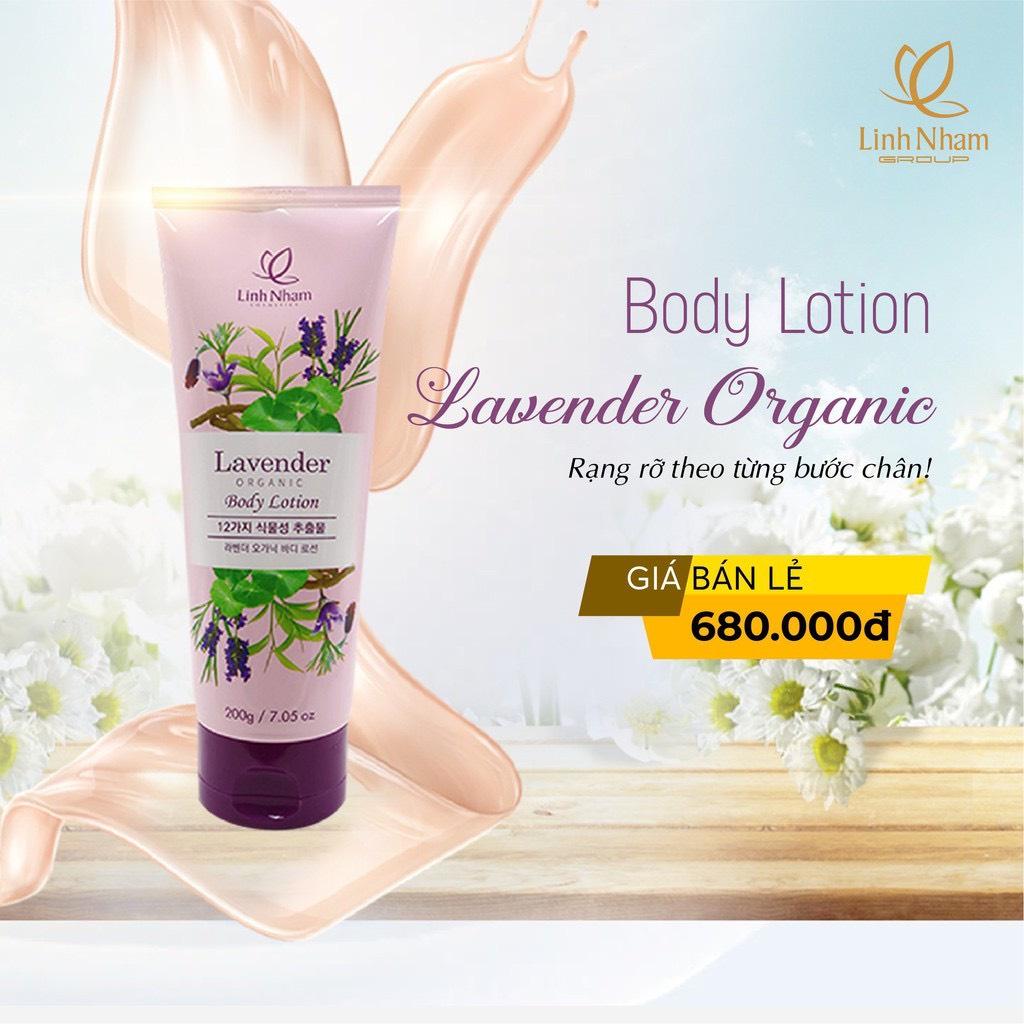 Linh Nham
GROUP
Linh Nham
COSMETICS
Lavender
ORGANIC
Body Lotion
12가지 식물성 추출물
라벤더 오가닉 바디 로션
200g / 7.05 oz
Body Lotion
Lavender Organic
Rạng rỡ theo từng bước chân!
GIÁ BÁN LẺ
680.000đ